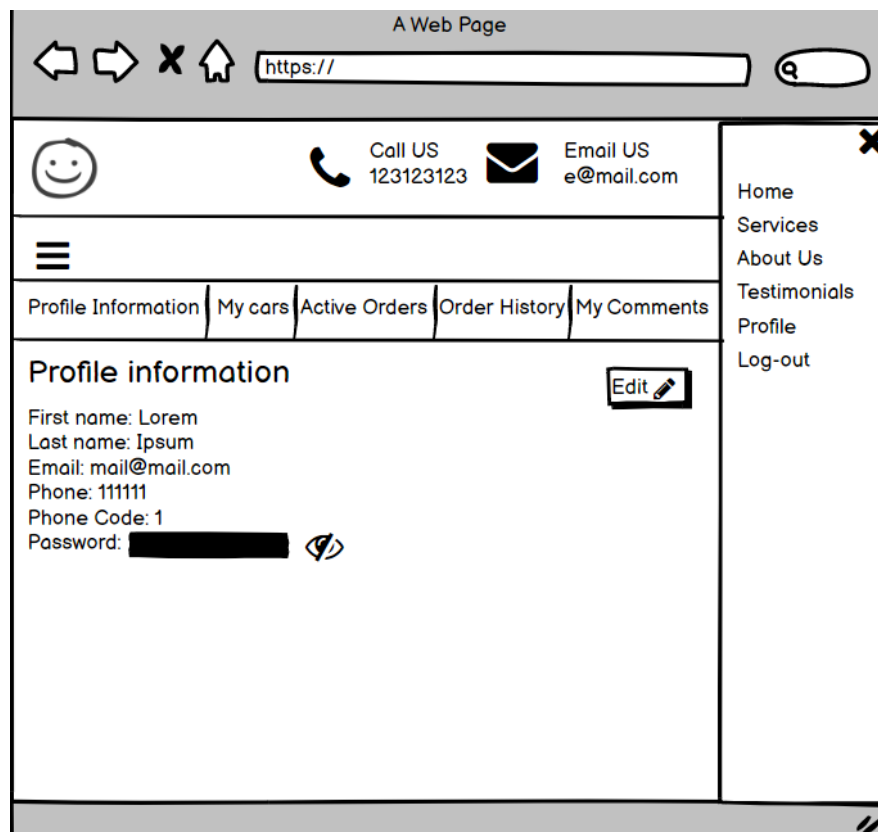 A Web Page
https://
Call US
123123123
Email US
e@mail.com
Profile Information
My cars
Active Orders
Order History
My Comments
Profile information
Edit
First name: Lorem
Last name: Ipsum
Email: mail@mail.com
Phone: 111111
Phone Code: 1
Password:
Home
Services
About Us
Testimonials
Profile
Log-out